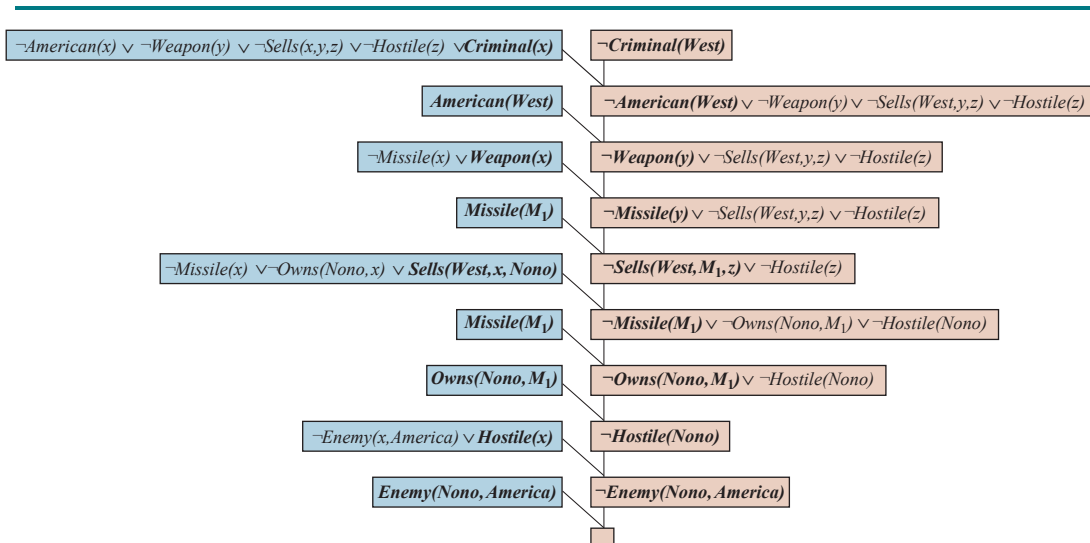 ¬American(x) ∨ ¬Weapon(y) ∨ ¬Sells(x,y,z) ∨ ¬Hostile(z) ∨ Criminal(x) ¬Criminal(West)
American(West) ¬American(West) ∨ ¬Weapon(y) ∨ ¬Sells(West,y,z) ∨ ¬Hostile(z)
¬Missile(x) ∨ Weapon(x) ¬Weapon(y) ∨ ¬Sells(West,y,z) ∨ ¬Hostile(z)
Missile(M₁) ¬Missile(y) ∨ ¬Sells(West,y,z) ∨ ¬Hostile(z)
¬Missile(x) ∨ ¬Owns(Nono,x) ∨ Sells(West,x,Nono) ¬Sells(West,M₁,z) ∨ ¬Hostile(z)
Missile(M₁) ¬Missile(M₁) ∨ ¬Owns(Nono,M₁) ∨ ¬Hostile(Nono)
Owns(Nono,M₁) ¬Owns(Nono,M₁) ∨ ¬Hostile(Nono)
¬Enemy(x,America) ∨ Hostile(x) ¬Hostile(Nono)
Enemy(Nono,America) ¬Enemy(Nono,America)